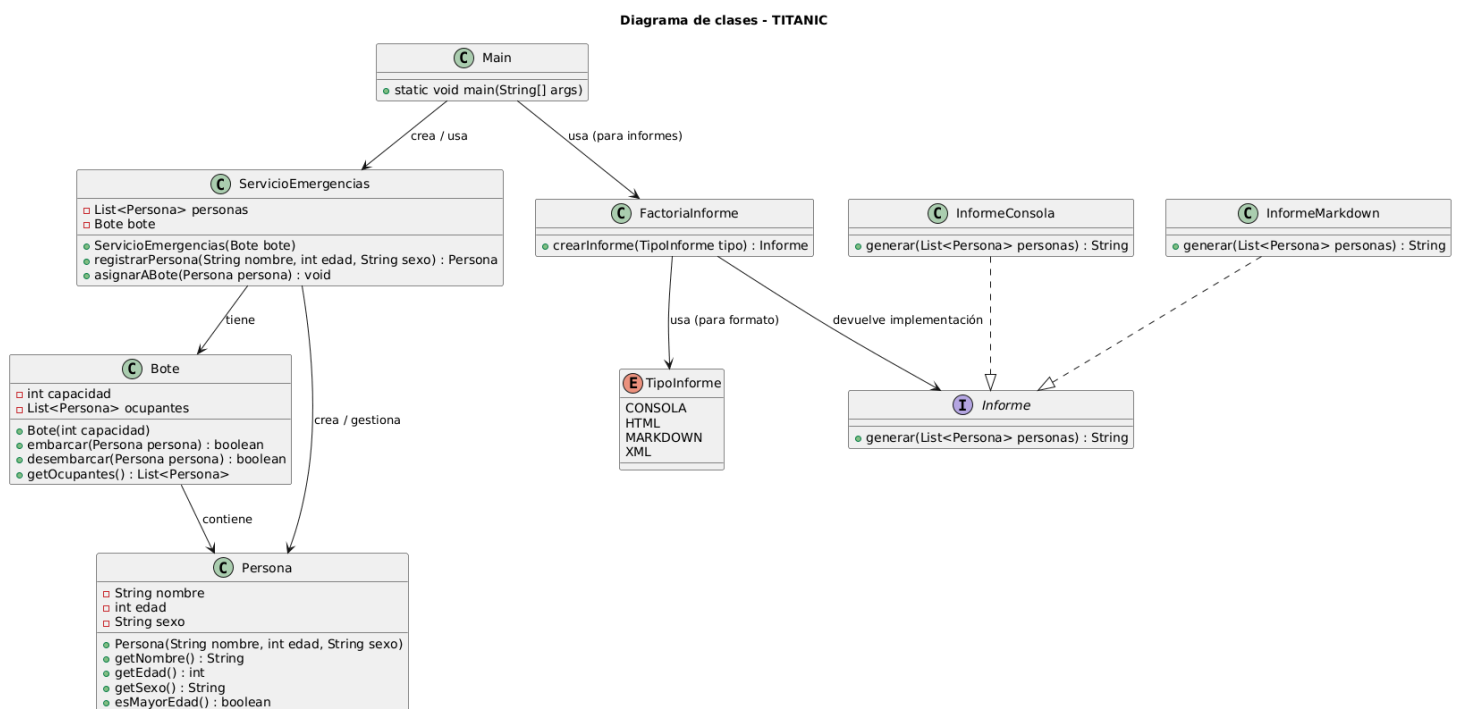 Diagrama de clases - TITANIC
C Main
static void main(String[] args)
crea / usa
usa (para informes)
C ServicioEmergencias
List<Persona> personas
Bote bote
ServicioEmergencias(Bote bote)
registrarPersona(String nombre, int edad, String sexo) : Persona
asignarABote(Persona persona) : void
C FactoriaInforme
crearInforme(TipoInforme tipo) : Informe
C InformeConsola
generar(List<Persona> personas) : String
C InformeMarkdown
generar(List<Persona> personas) : String
tiene
crea / gestiona
usa (para formato)
devuelve implementación
C Bote
int capacidad
List<Persona> ocupantes
Bote(int capacidad)
embarcar(Persona persona) : boolean
desembarcar(Persona persona) : boolean
getOcupantes() : List<Persona>
E TipoInforme
CONSOLA
HTML
MARKDOWN
XML
I Informe
generar(List<Persona> personas) : String
contiene
C Persona
String nombre
int edad
String sexo
Persona(String nombre, int edad, String sexo)
getNombre() : String
getEdad() : int
getSexo() : String
esMayorEdad() : boolean